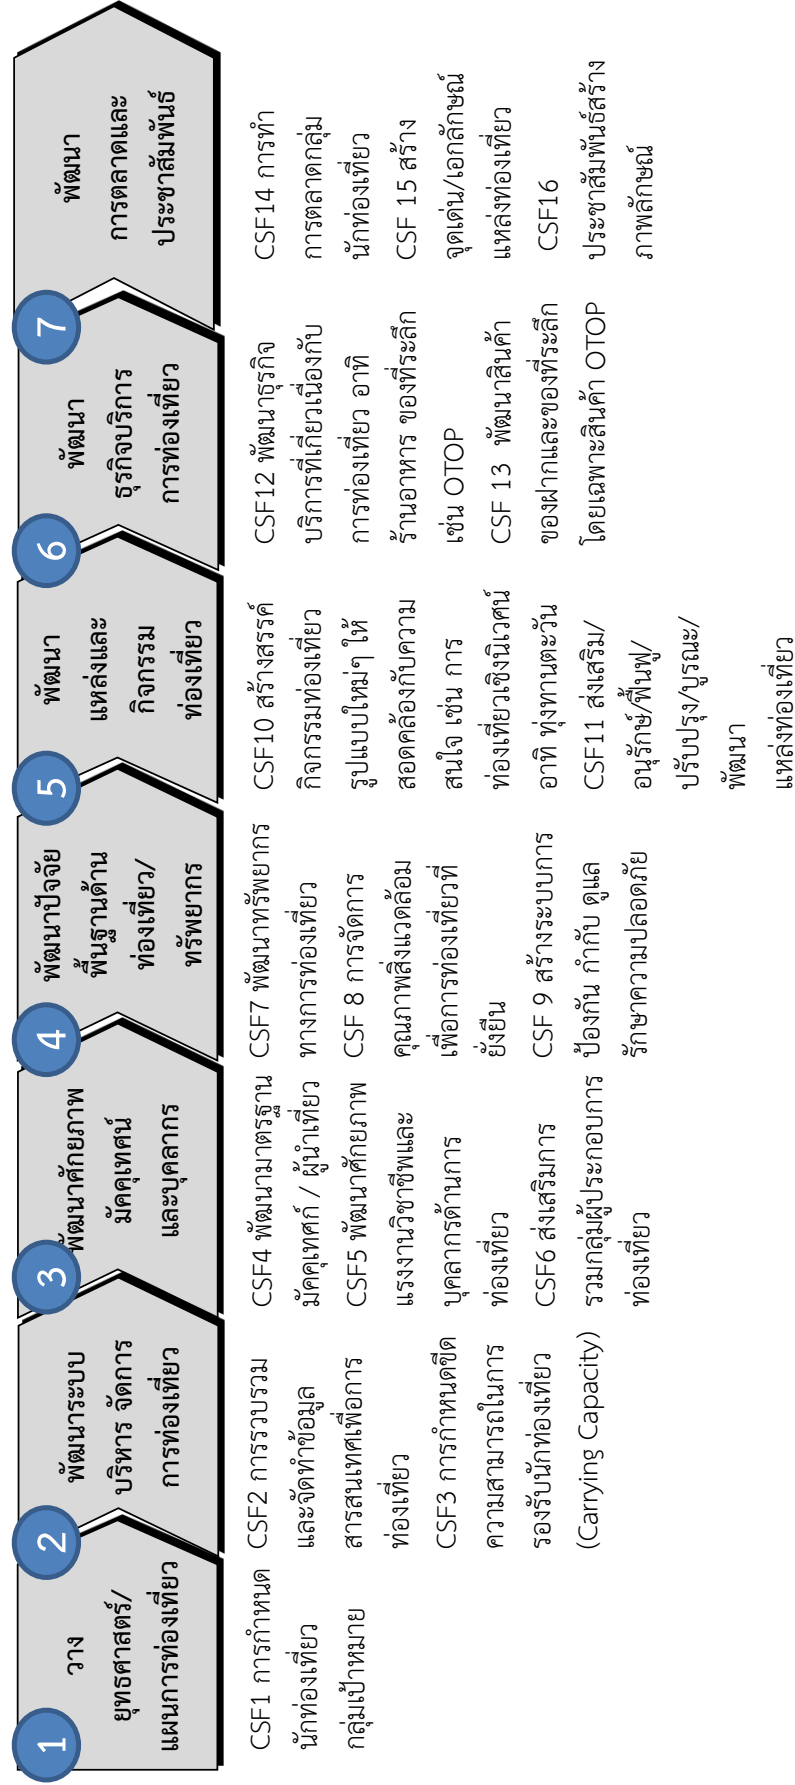 1
วาง
ยุทธศาสตร์/
แผนการท่องเที่ยว
CSF1 การกำหนด
นักท่องเที่ยว
กลุ่มเป้าหมาย
2
พัฒนาระบบ
บริหาร จัดการ
การท่องเที่ยว
CSF2 การรวบรวม
และจัดทำข้อมูล
สารสนเทศเพื่อการ
ท่องเที่ยว
CSF3 การกำหนดขีด
ความสามารถในการ
รองรับนักท่องเที่ยว
(Carrying Capacity)
3
พัฒนาศักยภาพ
มัคคุเทศน์
และบุคลากร
CSF4 พัฒนามาตรฐาน
มัคคุเทศก์ / ผู้นำเที่ยว
CSF5 พัฒนาศักยภาพ
แรงงานวิชาชีพและ
บุคลากรด้านการ
ท่องเที่ยว
CSF6 ส่งเสริมการ
รวมกลุ่มผู้ประกอบการ
ท่องเที่ยว
4
พัฒนาปัจจัย
พื้นฐานด้าน
ท่องเที่ยว/
ทรัพยากร
CSF7 พัฒนาทรัพยากร
ทางการท่องเที่ยว
CSF 8 การจัดการ
คุณภาพสิ่งแวดล้อม
เพื่อการท่องเที่ยวที่
ยั่งยืน
CSF 9 สร้างระบบการ
ป้องกัน กำกับ ดูแล
รักษาความปลอดภัย
5
พัฒนา
แหล่งและ
กิจกรรม
ท่องเที่ยว
CSF10 สร้างสรรค์
กิจกรรมท่องเที่ยว
รูปแบบใหม่ๆ ให้
สอดคล้องกับความ
สนใจ เช่น การ
ท่องเที่ยวเชิงนิเวศน์
อาทิ ทุ่งทานตะวัน
CSF11 ส่งเสริม/
อนุรักษ์/ฟื้นฟู/
ปรับปรุง/บูรณะ/
พัฒนา
แหล่งท่องเที่ยว
6
พัฒนา
ธุรกิจบริการ
การท่องเที่ยว
CSF12 พัฒนาธุรกิจ
บริการที่เกี่ยวเนื่องกับ
การท่องเที่ยว อาทิ
ร้านอาหาร ของที่ระลึก
เช่น OTOP
CSF 13 พัฒนาสินค้า
ของฝากและของที่ระลึก
โดยเฉพาะสินค้า OTOP
7
พัฒนา
การตลาดและ
ประชาสัมพันธ์
CSF14 การทำ
การตลาดกลุ่ม
นักท่องเที่ยว
CSF 15 สร้าง
จุดเด่น/เอกลักษณ์
แหล่งท่องเที่ยว
CSF16
ประชาสัมพันธ์สร้าง
ภาพลักษณ์